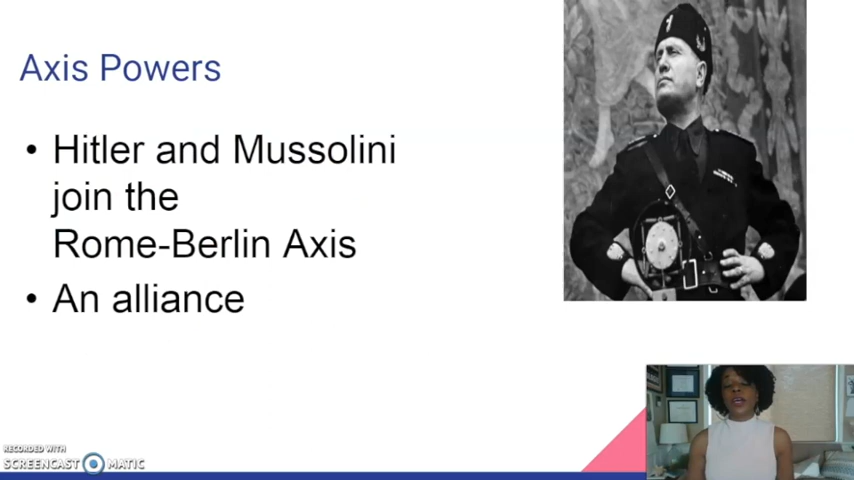 Axis Powers
• Hitler and Mussolini
join the
Rome-Berlin Axis
• An alliance
RECORDED WITH
SCREENCAST MATIC